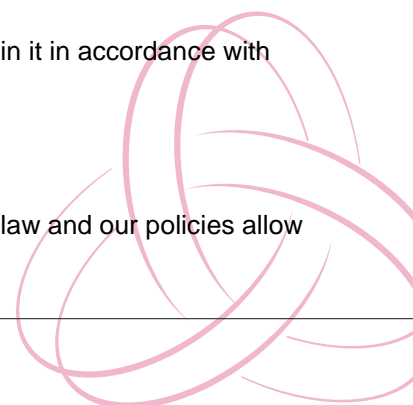 in it in accordance with
law and our policies allow